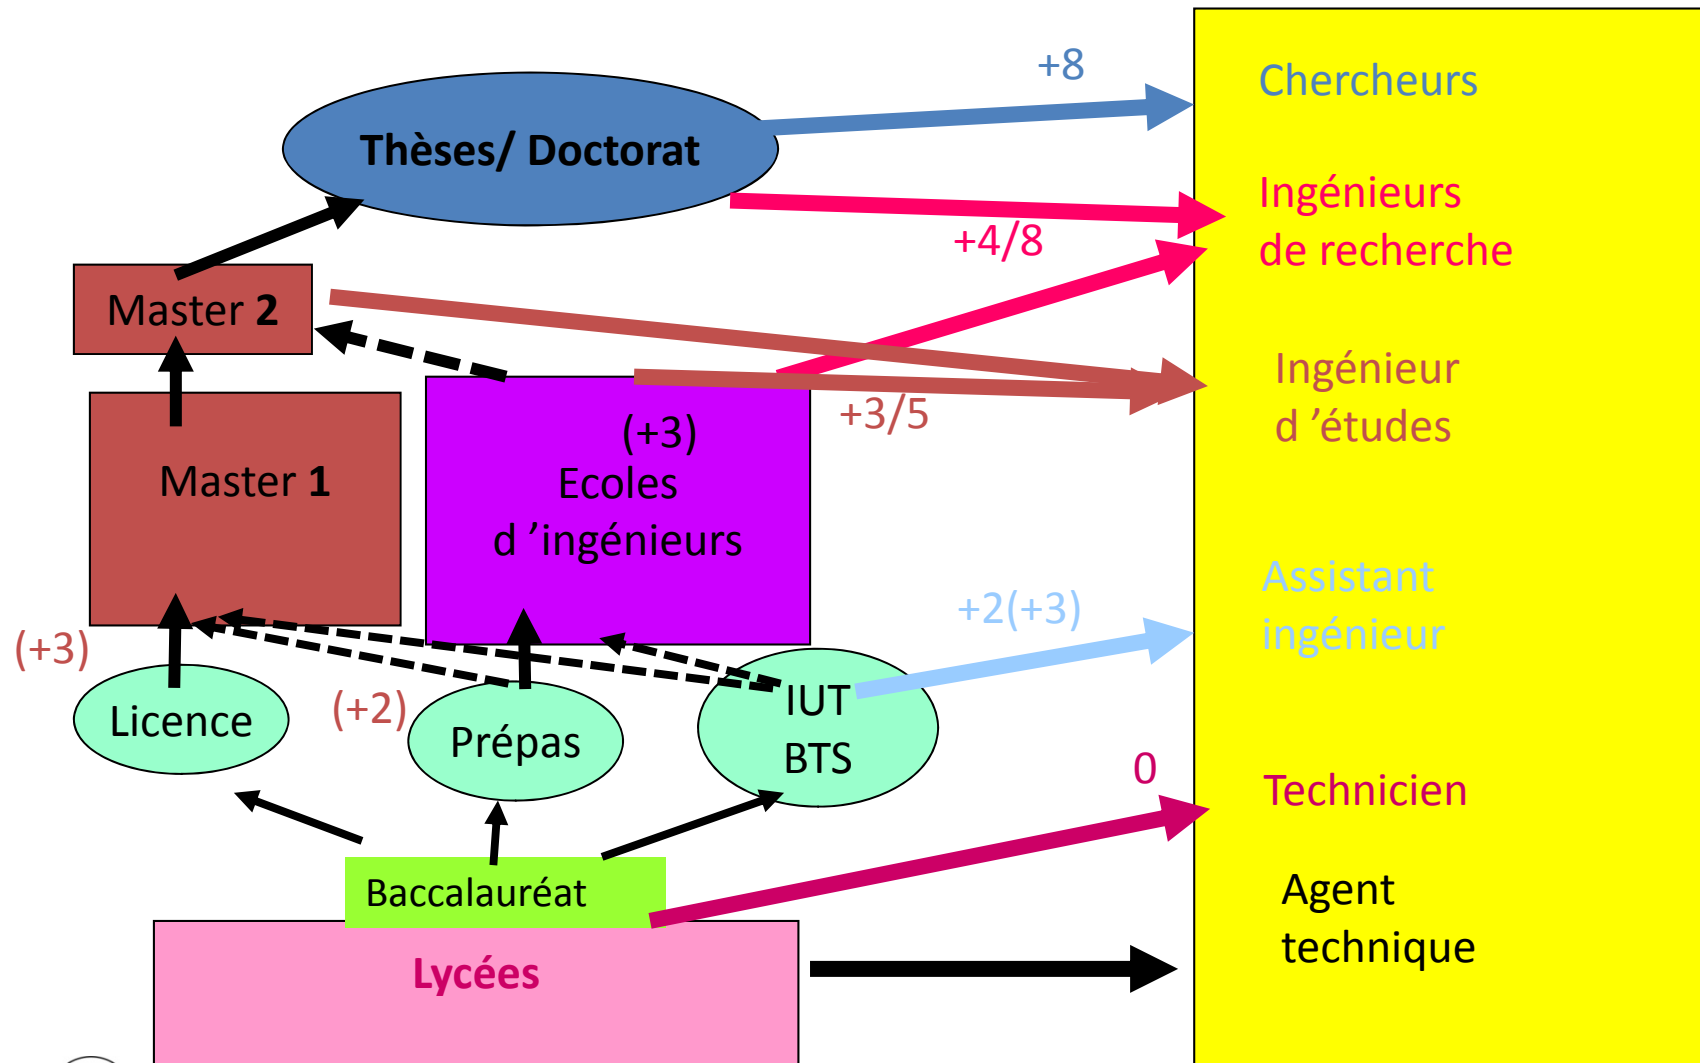 +8
Chercheurs
Thèses/ Doctorat
Ingénieurs
de recherche
+4/8
Master 2
Ingénieur
d ’études
+3/5
(+3)
Ecoles
d ’ingénieurs
Master 1
Assistant
ingénieur
+2(+3)
(+3)
Licence
(+2)
Prépas
IUT
BTS
0
Technicien
Baccalauréat
Agent
technique
Lycées